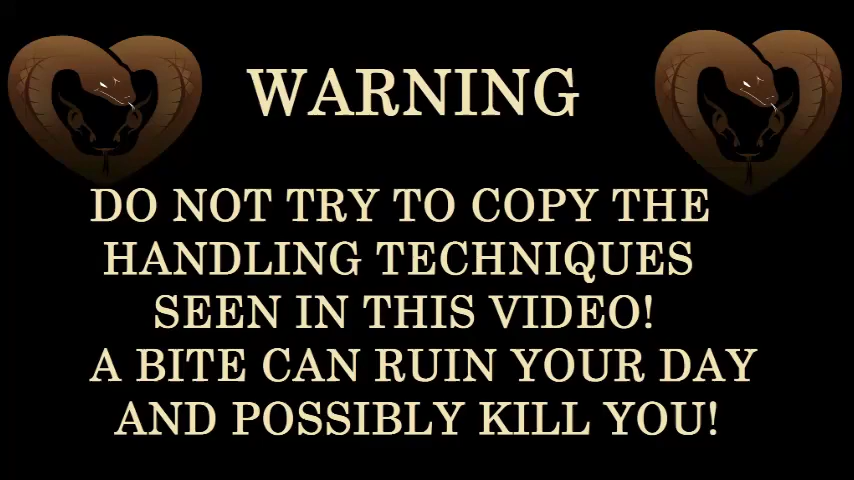 WARNING
DO NOT TRY TO COPY THE
HANDLING TECHNIQUES
SEEN IN THIS VIDEO!
A BITE CAN RUIN YOUR DAY
AND POSSIBLY KILL YOU!